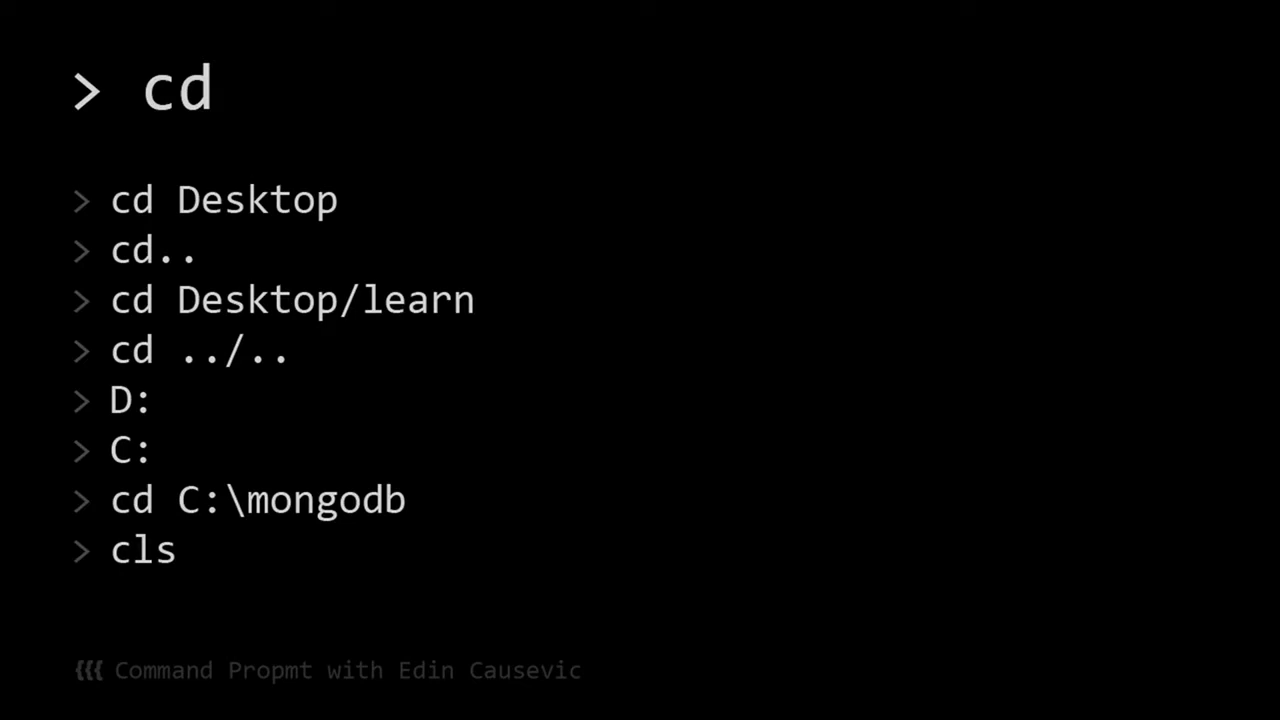 > cd
> cd Desktop
> cd..
> cd Desktop/learn
> cd ../..
> D:
> C:
> cd C:\mongodb
> cls
{{{ Command Propmt with Edin Causevic